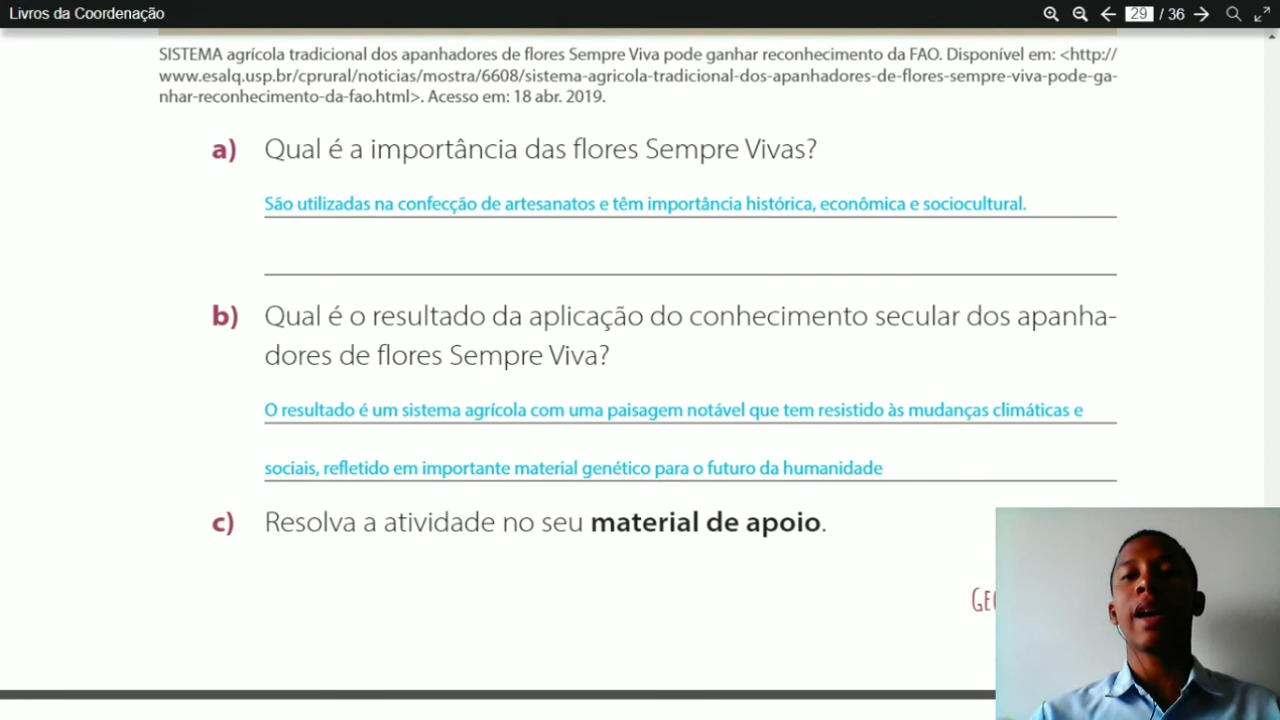 Livros da Coordenação
29 / 36
SISTEMA agrícola tradicional dos apanhadores de flores Sempre Viva pode ganhar reconhecimento da FAO. Disponível em: <http://
www.esalq.usp.br/cprural/noticias/mostra/6608/sistema-agricola-tradicional-dos-apanhadores-de-flores-sempre-viva-pode-ga-
nhar-reconhecimento-da-fao.html>. Acesso em: 18 abr. 2019.
a) Qual é a importância das flores Sempre Vivas?
São utilizadas na confecção de artesanatos e têm importância histórica, econômica e sociocultural.
b) Qual é o resultado da aplicação do conhecimento secular dos apanha-
dores de flores Sempre Viva?
O resultado é um sistema agrícola com uma paisagem notável que tem resistido às mudanças climáticas e
sociais, refletido em importante material genético para o futuro da humanidade
c) Resolva a atividade no seu material de apoio.